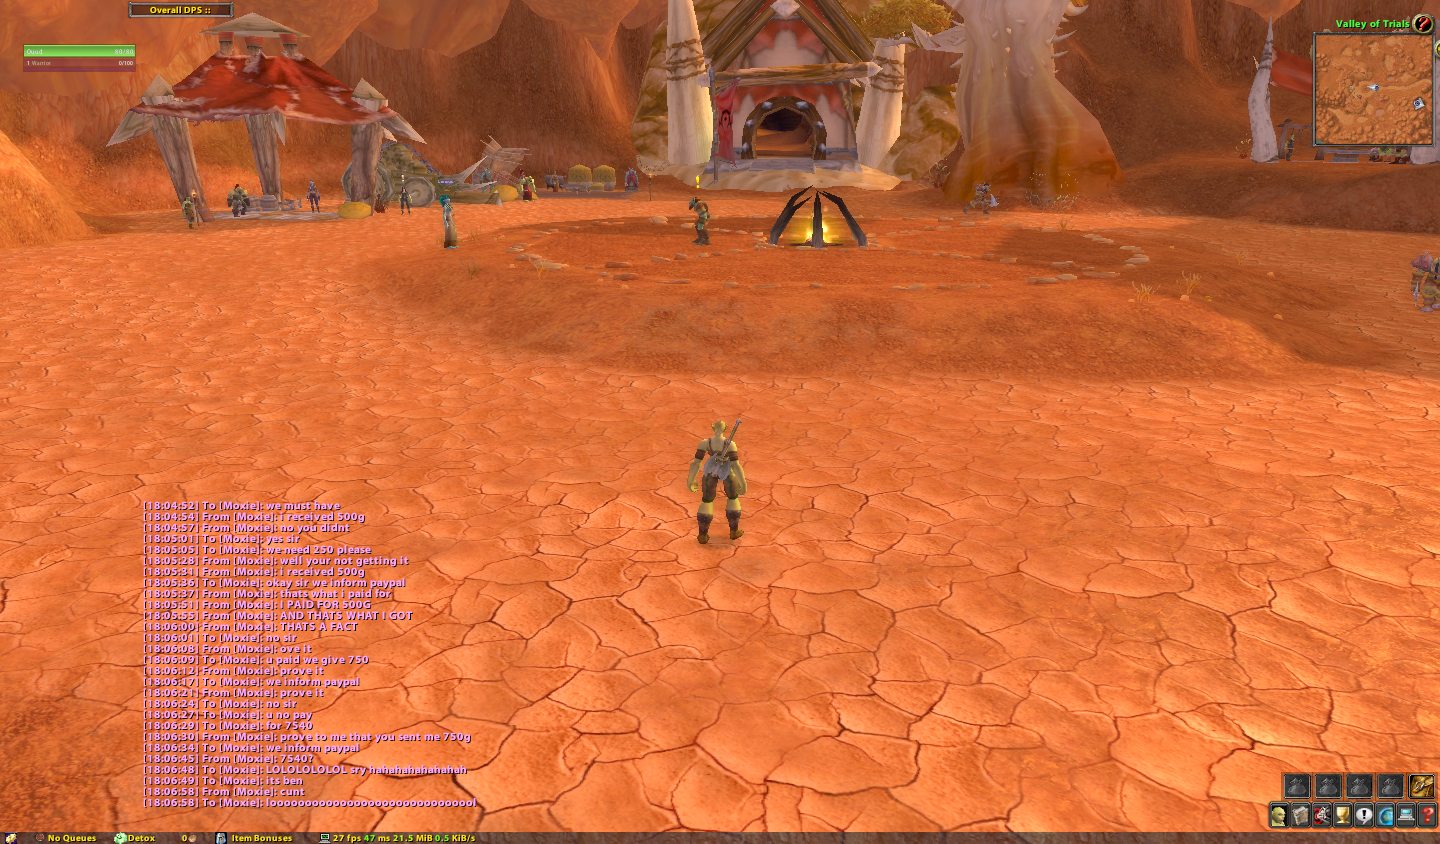 Overall DPS ::
Valley of Trials
80/80
1 Warrior
0/100
[18:04:52] To [Moxie]: we must have
[18:04:54] From [Moxie]: i received 500g
[18:04:57] From [Moxie]: no you didnt
[18:05:01] To [Moxie]: yes sir
[18:05:05] To [Moxie]: we need 250 please
[18:05:28] From [Moxie]: well your not getting it
[18:05:31] From [Moxie]: i received 500g
[18:05:36] To [Moxie]: okay sir we inform paypal
[18:05:37] From [Moxie]: thats what i paid for
[18:05:51] From [Moxie]: I PAID FOR 500G
[18:05:55] From [Moxie]: AND THATS WHAT I GOT
[18:06:00] From [Moxie]: THATS A FACT
[18:06:01] To [Moxie]: no sir
[18:06:08] From [Moxie]: ove it
[18:06:09] To [Moxie]: u paid we give 750
[18:06:12] From [Moxie]: prove it
[18:06:17] To [Moxie]: we inform paypal
[18:06:21] From [Moxie]: prove it
[18:06:24] To [Moxie]: no sir
[18:06:27] To [Moxie]: u no pay
[18:06:29] To [Moxie]: for 7540
[18:06:30] From [Moxie]: prove to me that you sent me 750g
[18:06:34] To [Moxie]: we inform paypal
[18:06:45] From [Moxie]: 7540?
[18:06:48] To [Moxie]: LOLOLOLOLOL sry hahahahahahahah
[18:06:49] To [Moxie]: its ben
[18:06:58] From [Moxie]: cunt
[18:06:58] To [Moxie]: looooooooooooooooooooooooooooool
No Queues Detox 0 Item Bonuses 27 fps 47 ms 21.5 MiB 0.5 KiB/s